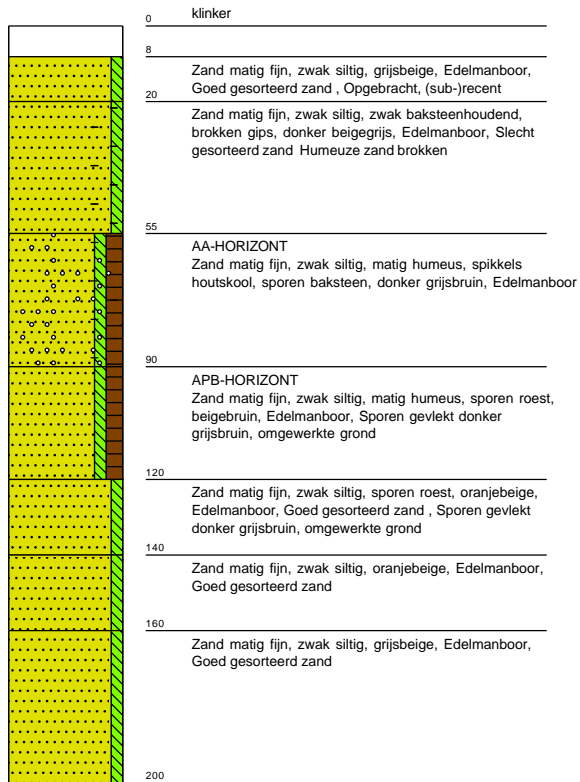 0
klinker
8
Zand matig fijn, zwak siltig, grijsbeige, Edelmanboor,
Goed gesorteerd zand , Opgebracht, (sub-)recent
20
Zand matig fijn, zwak siltig, zwak baksteenhoudend,
brokken gips, donker beigegrijs, Edelmanboor, Slecht
gesorteerd zand Humeuze zand brokken
55
AA-HORIZONT
Zand matig fijn, zwak siltig, matig humeus, spikkels
houtskool, sporen baksteen, donker grijsbruin, Edelmanboor
90
APB-HORIZONT
Zand matig fijn, zwak siltig, matig humeus, sporen roest,
beigebruin, Edelmanboor, Sporen gevlekt donker
grijsbruin, omgewerkte grond
120
Zand matig fijn, zwak siltig, sporen roest, oranjebeige,
Edelmanboor, Goed gesorteerd zand , Sporen gevlekt
donker grijsbruin, omgewerkte grond
140
Zand matig fijn, zwak siltig, oranjebeige, Edelmanboor,
Goed gesorteerd zand
160
Zand matig fijn, zwak siltig, grijsbeige, Edelmanboor,
Goed gesorteerd zand
200